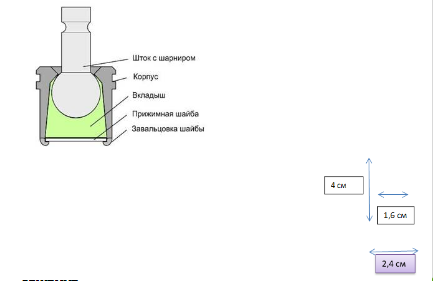 Шток с шарниром
Корпус
Вкладыш
Прижимная шайба
Завальцовка шайбы
4 см
1,6 см
2,4 см